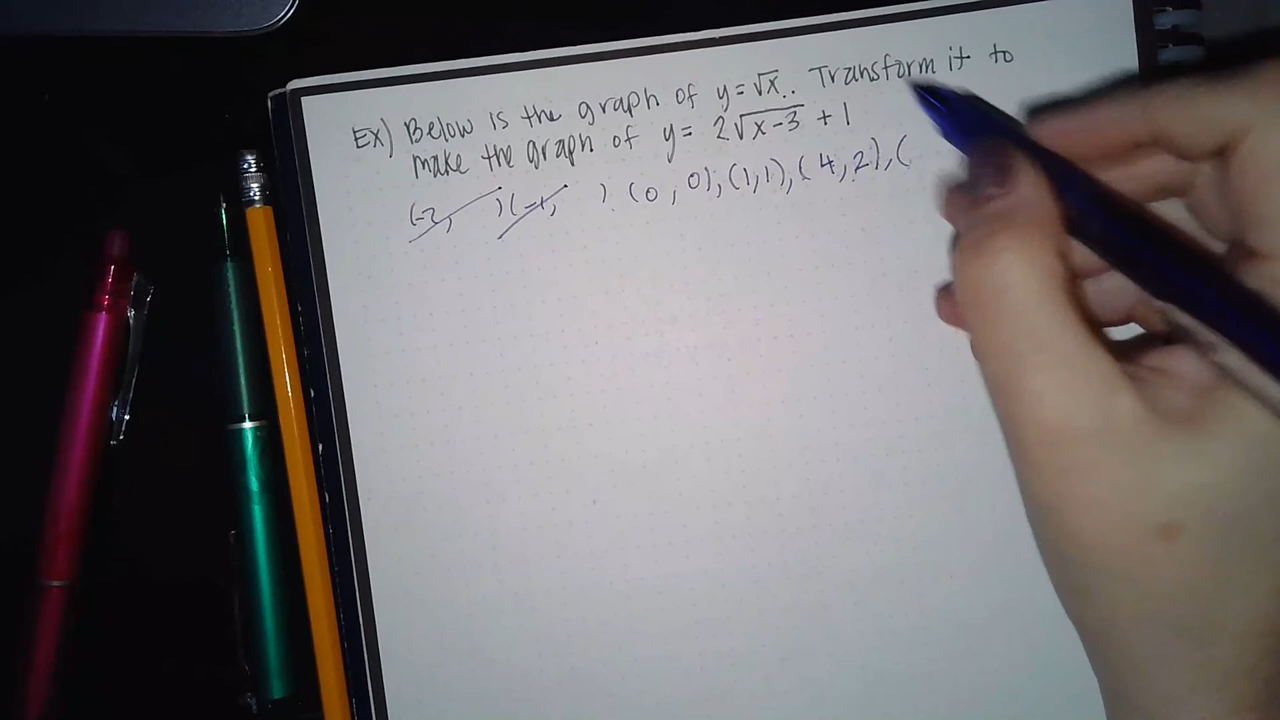 Ex) Below is the graph of y=√x.. Transform it to
make the graph of y= 2√x-3 +1
(-2, )(-1, ) (0, 0), (1,1), (4,2), (